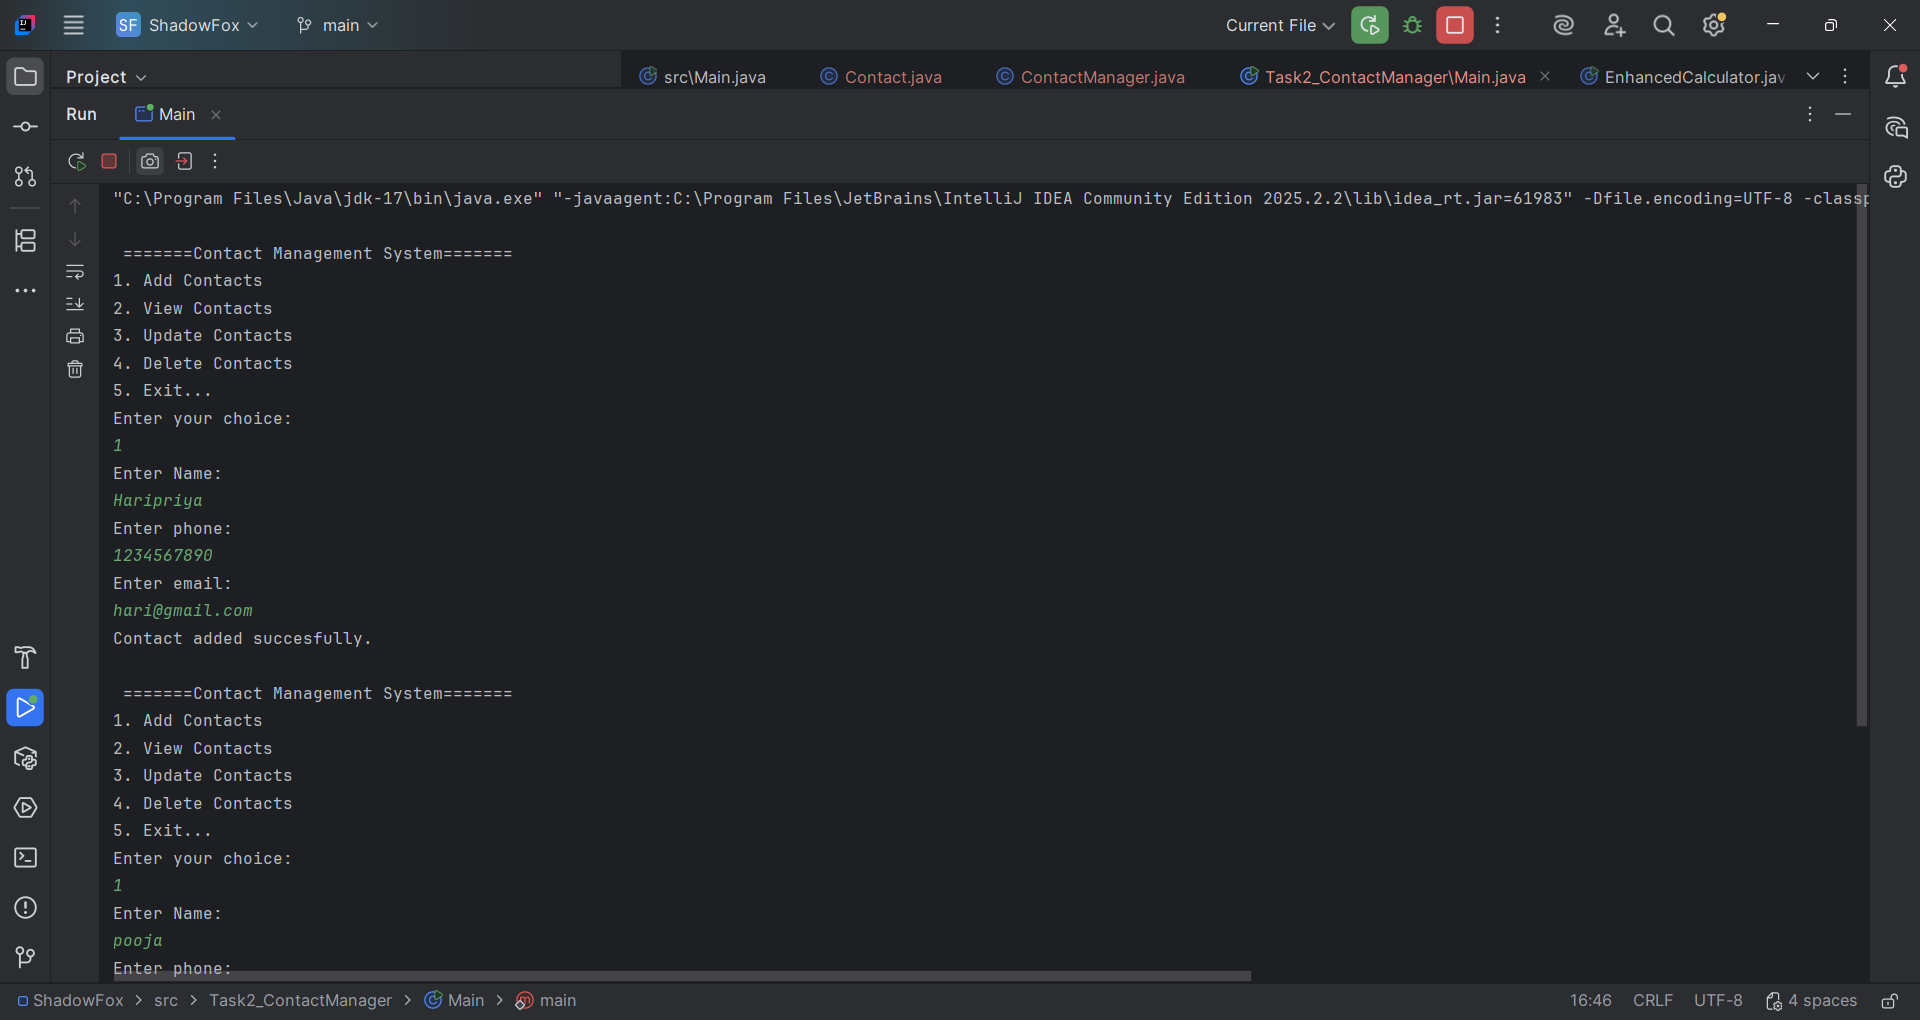 SF ShadowFox main Current File
Project src\Main.java Contact.java ContactManager.java Task2_ContactManager\Main.java EnhancedCalculator.jav
Run Main
"C:\Program Files\Java\jdk-17\bin\java.exe" "-javaagent:C:\Program Files\JetBrains\IntelliJ IDEA Community Edition 2025.2.2\lib\idea_rt.jar=61983" -Dfile.encoding=UTF-8 -classp
=======Contact Management System=======
1. Add Contacts
2. View Contacts
3. Update Contacts
4. Delete Contacts
5. Exit...
Enter your choice:
1
Enter Name:
Haripriya
Enter phone:
1234567890
Enter email:
hari@gmail.com
Contact added succesfully.
=======Contact Management System=======
1. Add Contacts
2. View Contacts
3. Update Contacts
4. Delete Contacts
5. Exit...
Enter your choice:
1
Enter Name:
pooja
Enter phone:
ShadowFox > src > Task2_ContactManager > Main > main 16:46 CRLF UTF-8 4 spaces